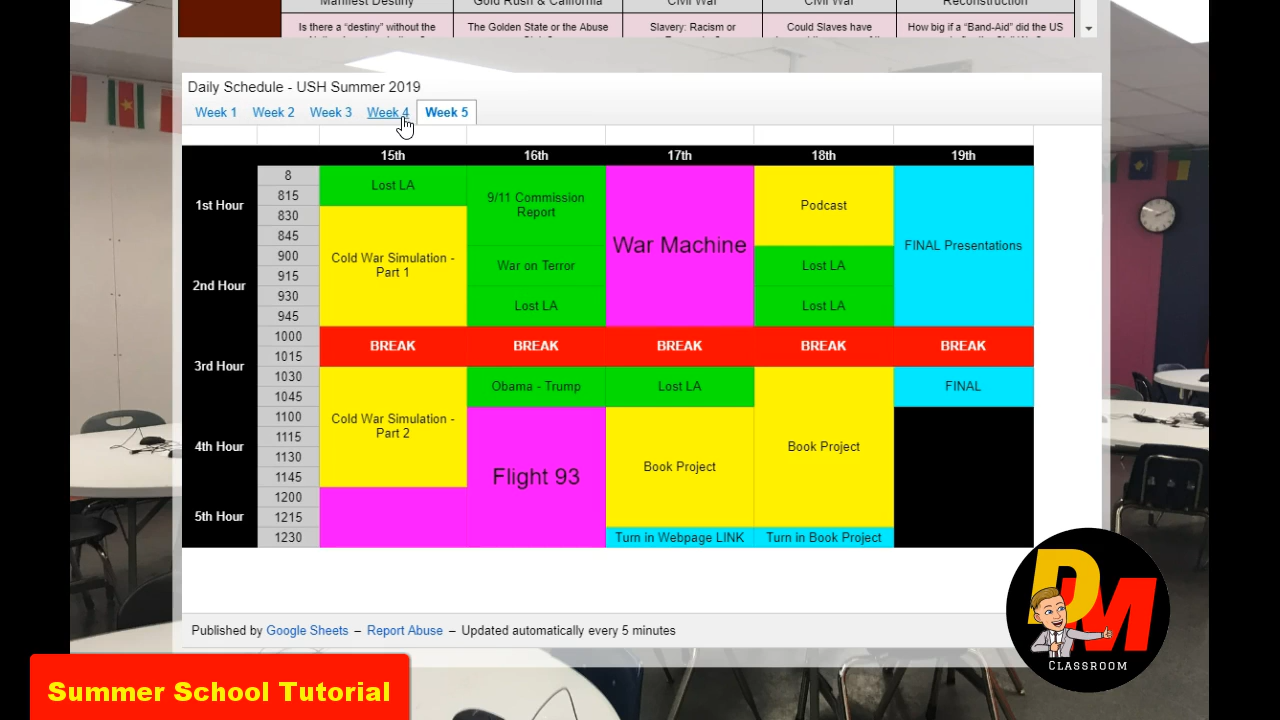 Manifest Destiny Gold Rush & California Civil War Civil War Reconstruction
Is there a “destiny” without the The Golden State or the Abuse Slavery: Racism or Could Slaves have How big if a “Band-Aid” did the US
Daily Schedule - USH Summer 2019
Week 1 Week 2 Week 3 Week 4 Week 5
15th 16th 17th 18th 19th
1st Hour
2nd Hour
3rd Hour
4th Hour
5th Hour
8
815
830
845
900
915
930
945
1000
1015
1030
1045
1100
1115
1130
1145
1200
1215
1230
Lost LA
Cold War Simulation -
Part 1
BREAK
Cold War Simulation -
Part 2
9/11 Commission
Report
War on Terror
Lost LA
BREAK
Obama - Trump
Flight 93
War Machine
BREAK
Lost LA
Book Project
Turn in Webpage LINK
Podcast
Lost LA
Lost LA
BREAK
Book Project
Turn in Book Project
FINAL Presentations
BREAK
FINAL
Published by Google Sheets – Report Abuse – Updated automatically every 5 minutes
DM
CLASSROOM
Summer School Tutorial